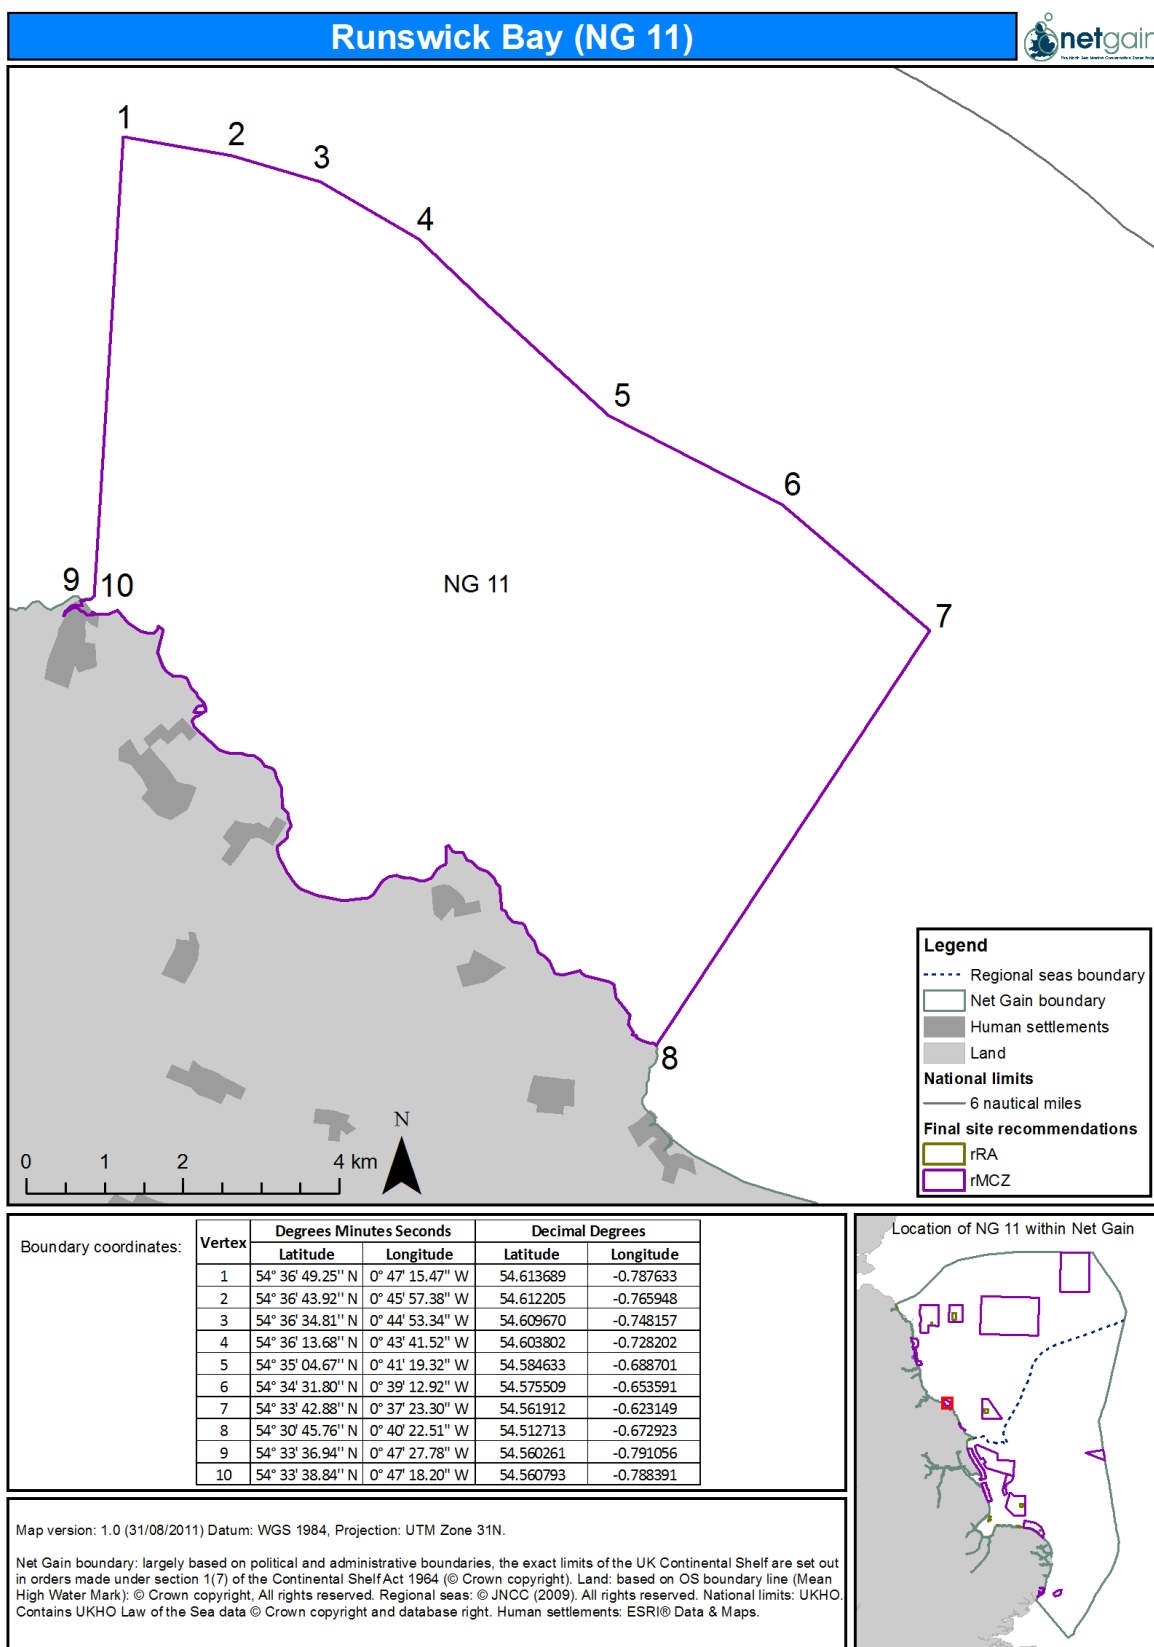 Runswick Bay (NG 11)
netgain
1
2
3
4
5
6
NG 11
7
9 10
8
N
0 1 2 4 km
Legend
Regional seas boundary
Net Gain boundary
Human settlements
Land
National limits
6 nautical miles
Final site recommendations
rRA
rMCZ
Boundary coordinates:
Vertex Degrees Minutes Seconds Decimal Degrees
Latitude Longitude Latitude Longitude
1 54° 36' 49.25" N 0° 47' 15.47" W 54.613689 -0.787633
2 54° 36' 43.92" N 0° 45' 57.38" W 54.612205 -0.765948
3 54° 36' 34.81" N 0° 44' 53.34" W 54.609670 -0.748157
4 54° 36' 13.68" N 0° 43' 41.52" W 54.603802 -0.728202
5 54° 35' 04.67" N 0° 41' 19.32" W 54.584633 -0.688701
6 54° 34' 31.80" N 0° 39' 12.92" W 54.575509 -0.653591
7 54° 33' 42.88" N 0° 37' 23.30" W 54.561912 -0.623149
8 54° 30' 45.76" N 0° 40' 22.51" W 54.512713 -0.672923
9 54° 33' 36.94" N 0° 47' 27.78" W 54.560261 -0.791056
10 54° 33' 38.84" N 0° 47' 18.20" W 54.560793 -0.788391
Location of NG 11 within Net Gain
Map version: 1.0 (31/08/2011) Datum: WGS 1984, Projection: UTM Zone 31N.
Net Gain boundary: largely based on political and administrative boundaries, the exact limits of the UK Continental Shelf are set out
in orders made under section 1(7) of the Continental Shelf Act 1964 (© Crown copyright). Land: based on OS boundary line (Mean
High Water Mark): © Crown copyright, All rights reserved. Regional seas: © JNCC (2009). All rights reserved. National limits: UKHO.
Contains UKHO Law of the Sea data © Crown copyright and database right. Human settlements: ESRI® Data & Maps.